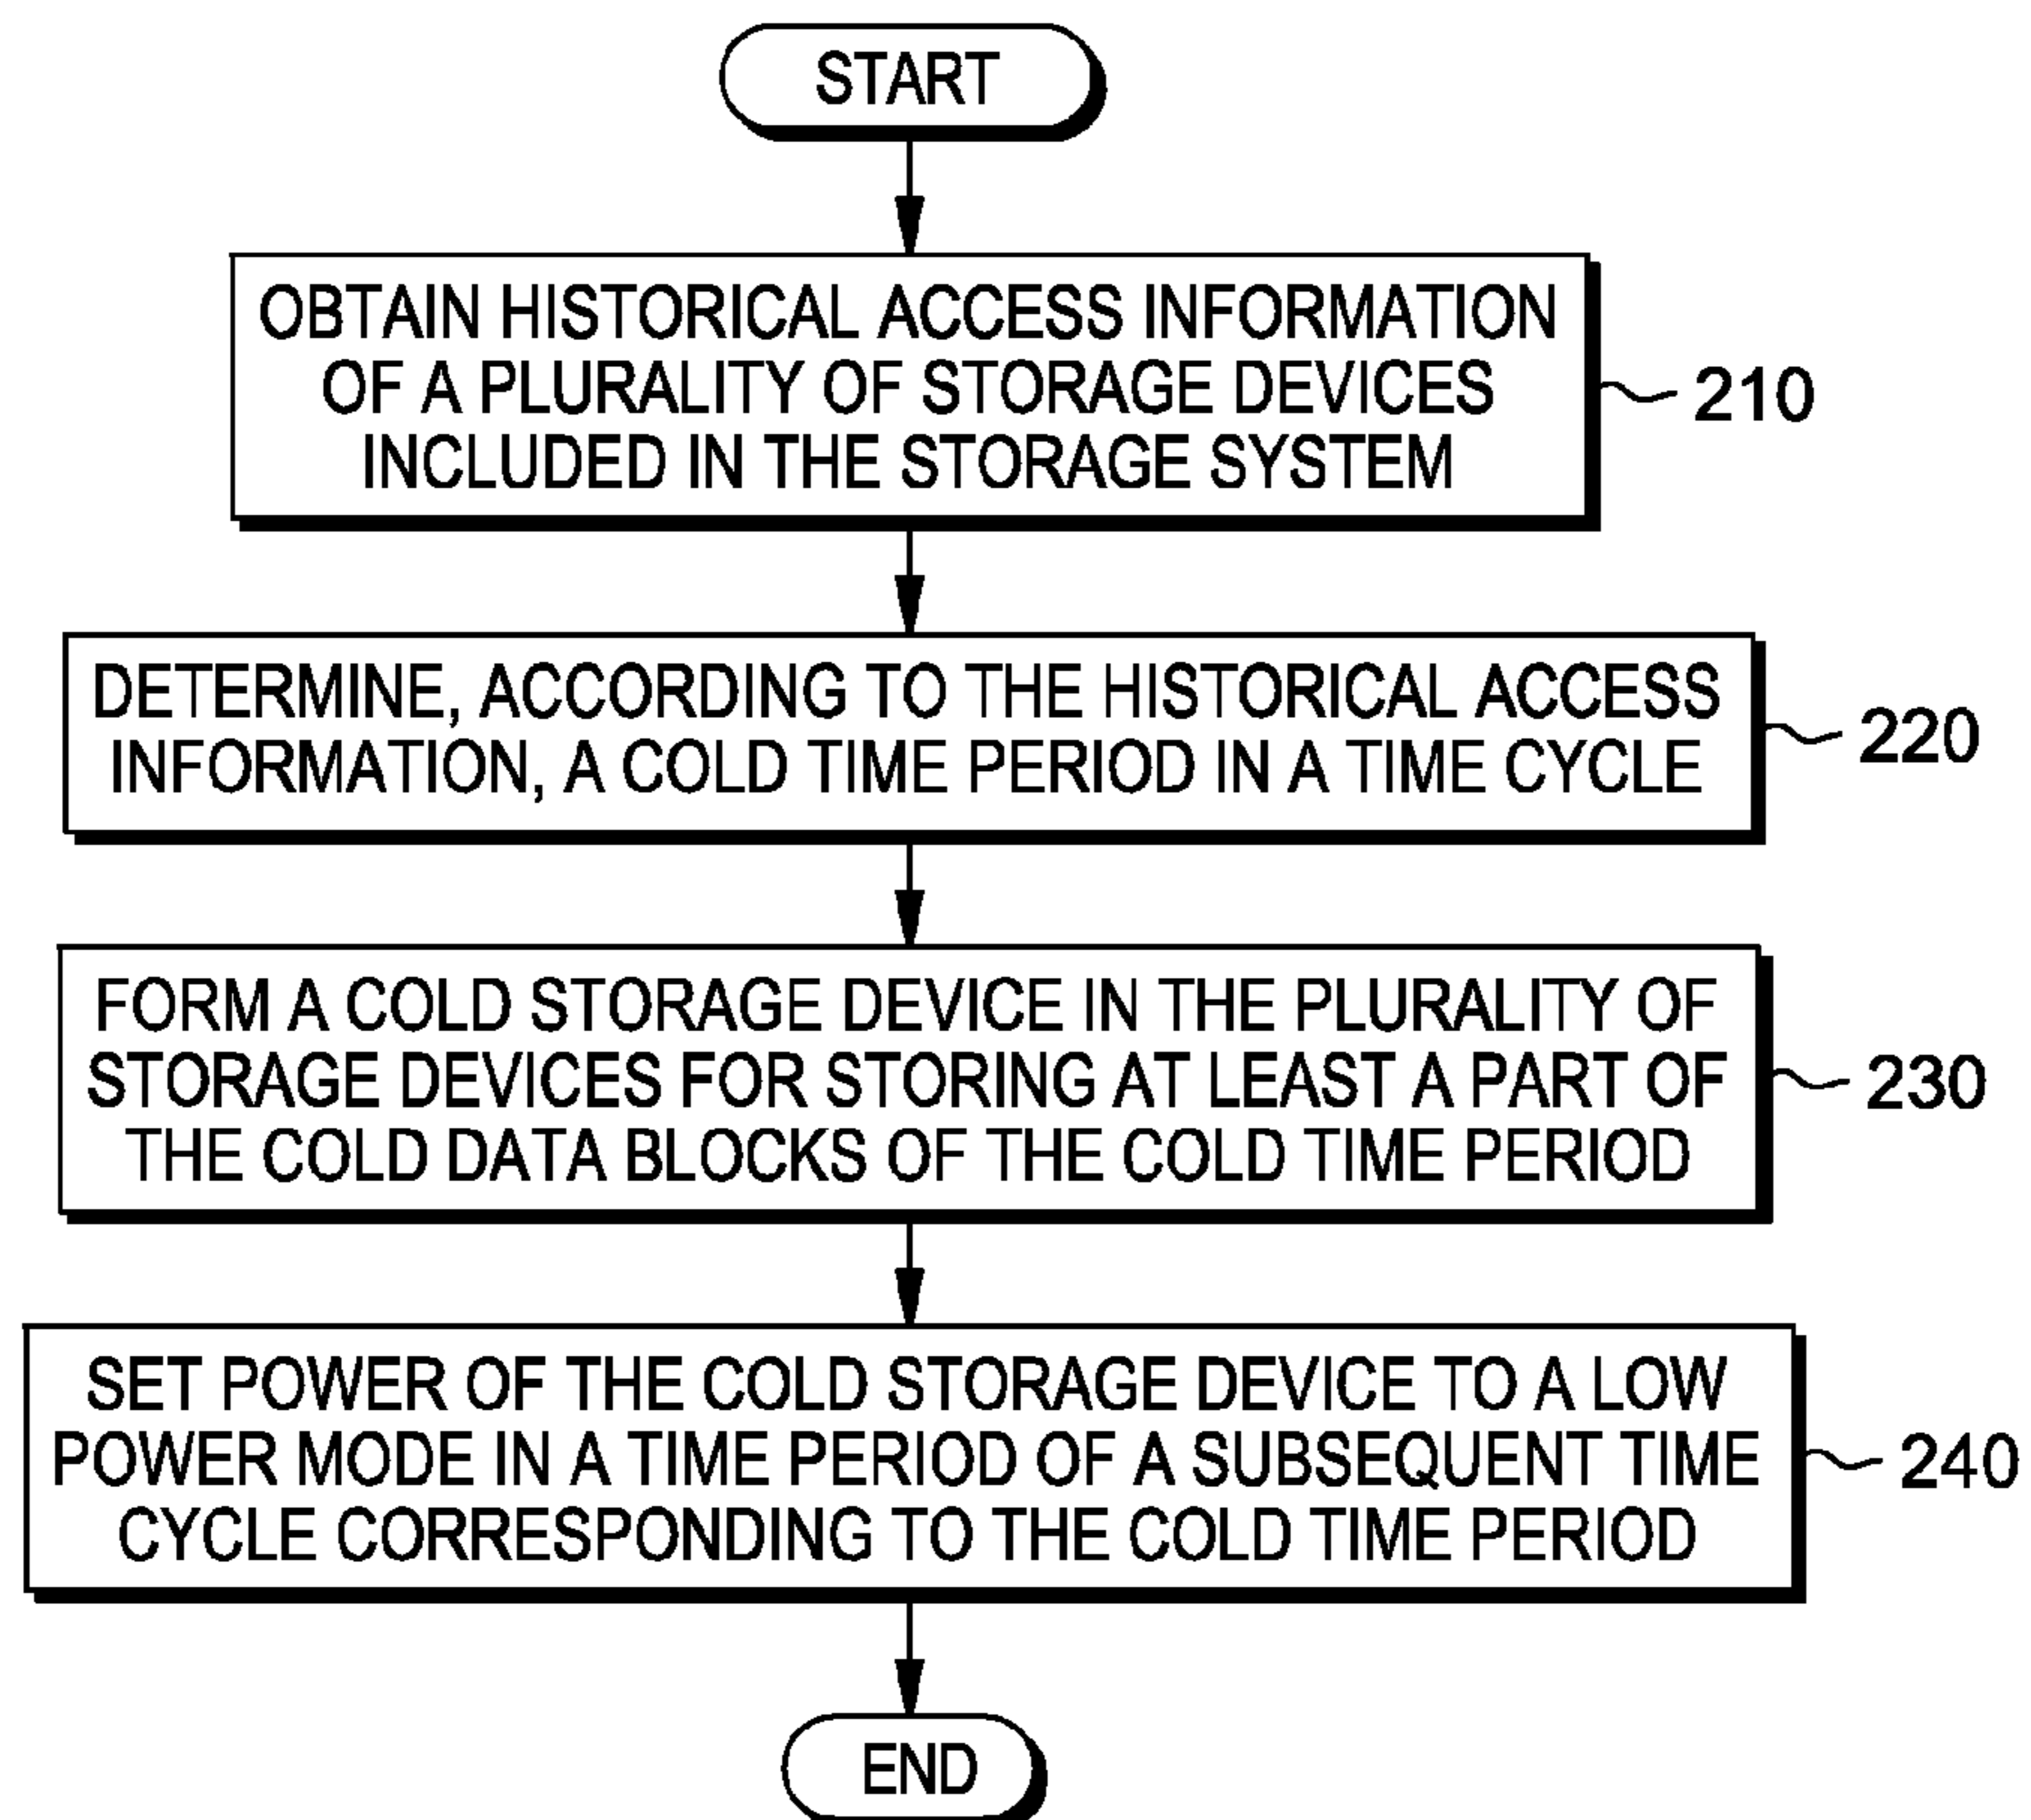 START
OBTAIN HISTORICAL ACCESS INFORMATION
OF A PLURALITY OF STORAGE DEVICES
INCLUDED IN THE STORAGE SYSTEM
210
DETERMINE, ACCORDING TO THE HISTORICAL ACCESS
INFORMATION, A COLD TIME PERIOD IN A TIME CYCLE
220
FORM A COLD STORAGE DEVICE IN THE PLURALITY OF
STORAGE DEVICES FOR STORING AT LEAST A PART OF
THE COLD DATA BLOCKS OF THE COLD TIME PERIOD
230
SET POWER OF THE COLD STORAGE DEVICE TO A LOW
POWER MODE IN A TIME PERIOD OF A SUBSEQUENT TIME
CYCLE CORRESPONDING TO THE COLD TIME PERIOD
240
END